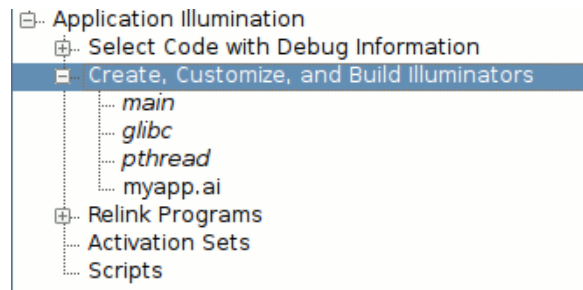 Application Illumination
Select Code with Debug Information
Create, Customize, and Build Illuminators
main
glibc
pthread
myapp.ai
Relink Programs
Activation Sets
Scripts